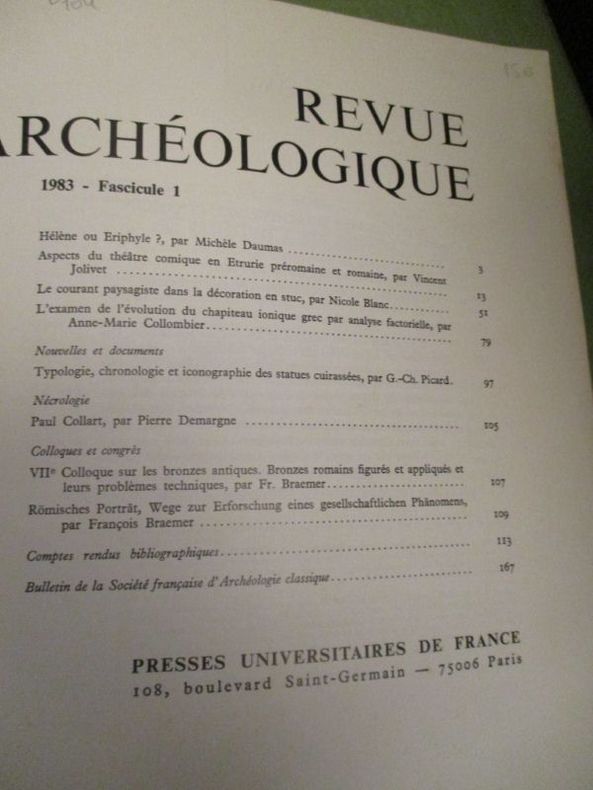 REVUE
ARCHÉOLOGIQUE
1983 - Fascicule 1
Hélène ou Eriphyle ?, par Michèle Daumas ........ 3
Aspects du théâtre comique en Etrurie préromaine et romaine, par Vincent
Jolivet ........ 13
Le courant paysagiste dans la décoration en stuc, par Nicole Blanc........ 51
L'examen de l'évolution du chapiteau ionique grec par analyse factorielle, par
Anne-Marie Collombier........ 79
Nouvelles et documents
Typologie, chronologie et iconographie des statues cuirassées, par G.-Ch. Picard. 97
Nécrologie
Paul Collart, par Pierre Demargne ........ 105
Colloques et congrès
VIIe Colloque sur les bronzes antiques. Bronzes romains figurés et appliqués et
leurs problèmes techniques, par Fr. Braemer........ 107
Römisches Porträt, Wege zur Erforschung eines gesellschaftlichen Phänomens,
par François Braemer ........ 109
Comptes rendus bibliographiques........ 113
Bulletin de la Société française d'Archéologie classique........ 167
PRESSES UNIVERSITAIRES DE FRANCE
108, boulevard Saint-Germain — 75006 Paris